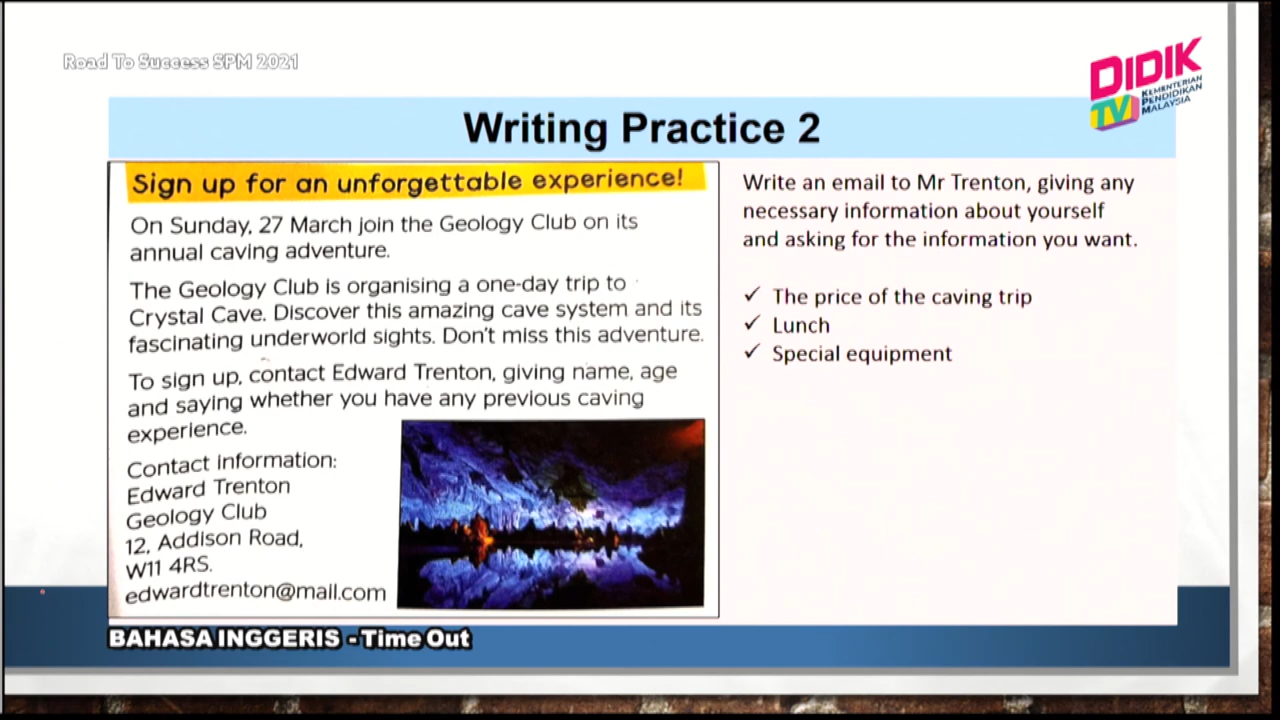 Road To Success SPM 2021
DIDIK
TV
KEMENTERIAN
PENDIDIKAN
MALAYSIA
Writing Practice 2
Sign up for an unforgettable experience!
On Sunday, 27 March join the Geology Club on its
annual caving adventure.
The Geology Club is organising a one-day trip to
Crystal Cave. Discover this amazing cave system and its
fascinating underworld sights. Don't miss this adventure.
To sign up, contact Edward Trenton, giving name, age
and saying whether you have any previous caving
experience.
Contact information:
Edward Trenton
Geology Club
12, Addison Road,
W11 4RS.
edwardtrenton@mail.com
Write an email to Mr Trenton, giving any
necessary information about yourself
and asking for the information you want.
✓ The price of the caving trip
✓ Lunch
✓ Special equipment
BAHASA INGGERIS - Time Out